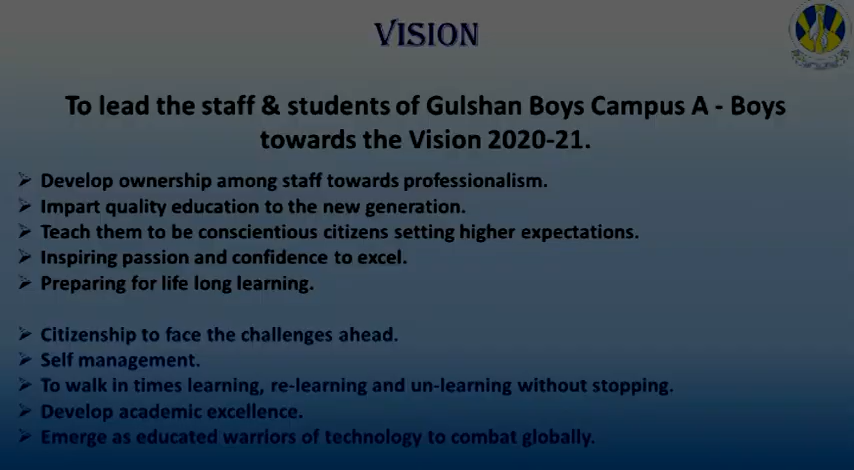 VISION
To lead the staff & students of Gulshan Boys Campus A - Boys
towards the Vision 2020-21.
➢ Develop ownership among staff towards professionalism.
➢ Impart quality education to the new generation.
➢ Teach them to be conscientious citizens setting higher expectations.
➢ Inspiring passion and confidence to excel.
➢ Preparing for life long learning.
➢ Citizenship to face the challenges ahead.
➢ Self management.
➢ To walk in times learning, re-learning and un-learning without stopping.
➢ Develop academic excellence.
➢ Emerge as educated warriors of technology to combat globally.